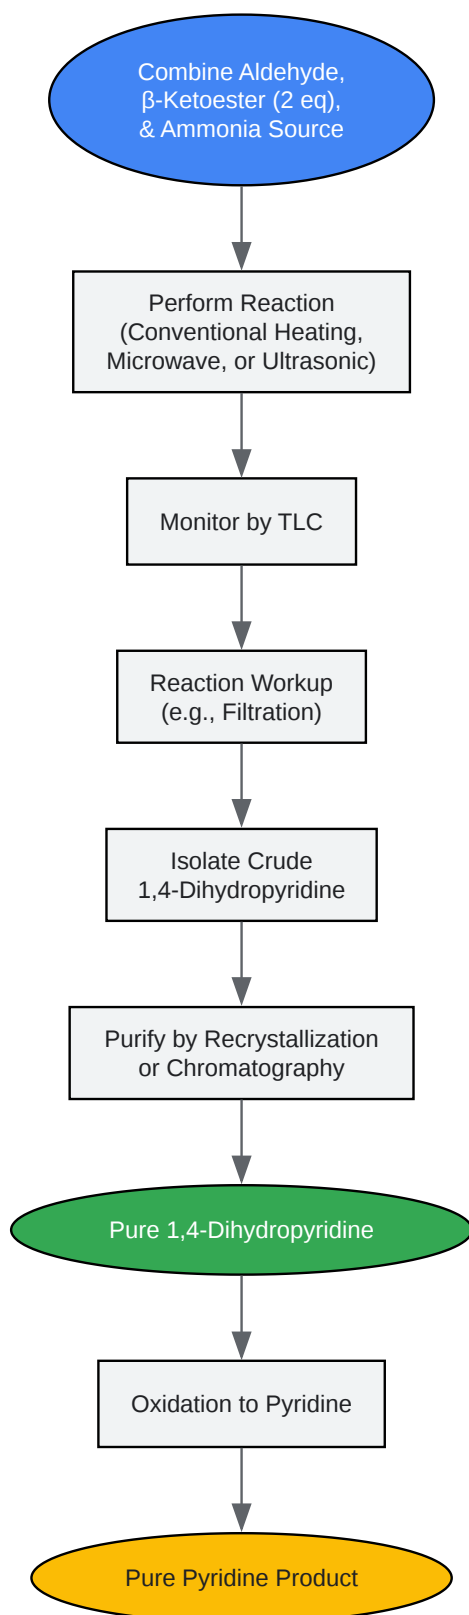 Combine Aldehyde,
β-Ketoester (2 eq),
& Ammonia Source
Perform Reaction
(Conventional Heating,
Microwave, or Ultrasonic)
Monitor by TLC
Reaction Workup
(e.g., Filtration)
Isolate Crude
1,4-Dihydropyridine
Purify by Recrystallization
or Chromatography
Pure 1,4-Dihydropyridine
Oxidation to Pyridine
Pure Pyridine Product